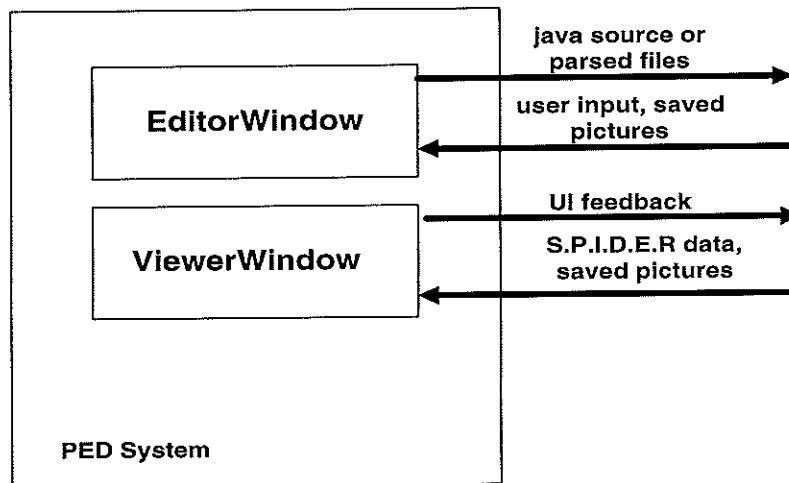 java source or
parsed files
EditorWindow
user input, saved
pictures
UI feedback
ViewerWindow
S.P.I.D.E.R data,
saved pictures
PED System